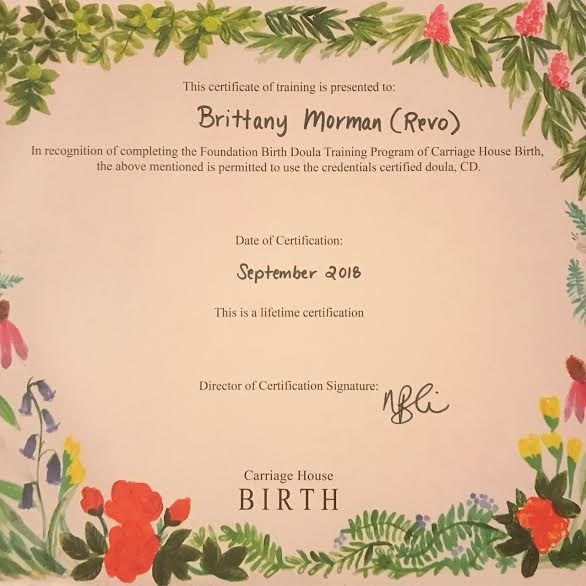 This certificate of training is presented to:
Brittany Morman (Revo)
In recognition of completing the Foundation Birth Doula Training Program of Carriage House Birth,
the above mentioned is permitted to use the credentials certified doula, CD.
Date of Certification:
September 2018
This is a lifetime certification
Director of Certification Signature:
Carriage House
BIRTH